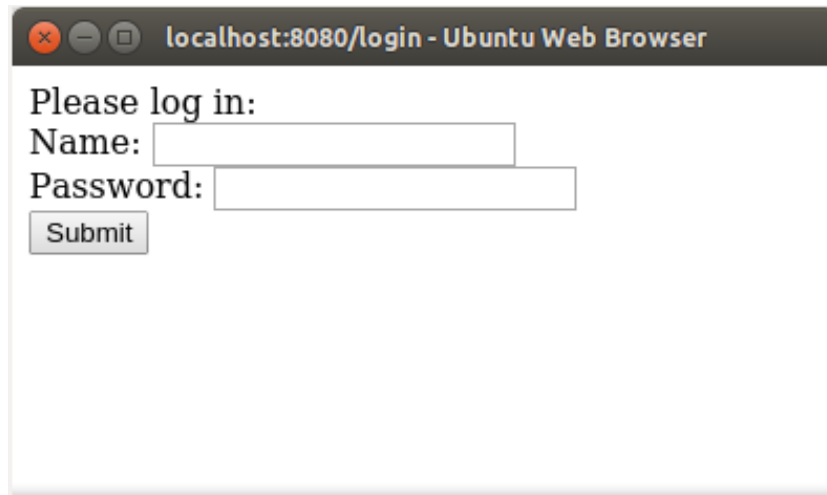 localhost:8080/login - Ubuntu Web Browser
Please log in:
Name:
Password:
Submit